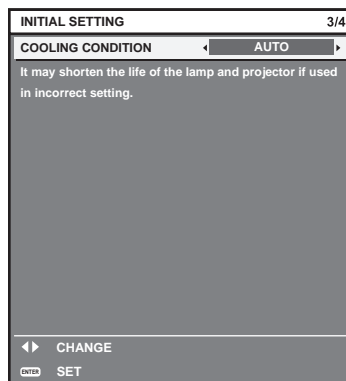 INITIAL SETTING 3/4
COOLING CONDITION AUTO
It may shorten the life of the lamp and projector if used
in incorrect setting.
CHANGE
ENTER SET